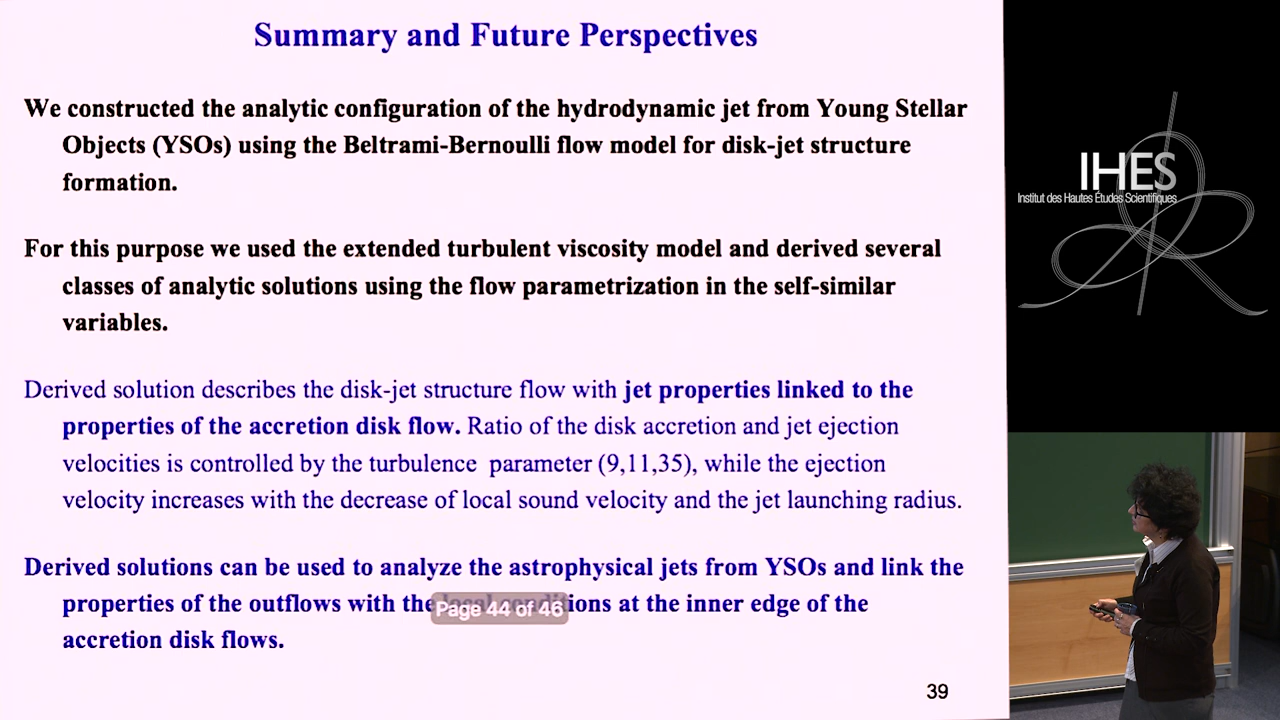 Summary and Future Perspectives
We constructed the analytic configuration of the hydrodynamic jet from Young Stellar
Objects (YSOs) using the Beltrami-Bernoulli flow model for disk-jet structure
formation.
For this purpose we used the extended turbulent viscosity model and derived several
classes of analytic solutions using the flow parametrization in the self-similar
variables.
Derived solution describes the disk-jet structure flow with jet properties linked to the
properties of the accretion disk flow. Ratio of the disk accretion and jet ejection
velocities is controlled by the turbulence parameter (9,11,35), while the ejection
velocity increases with the decrease of local sound velocity and the jet launching radius.
Derived solutions can be used to analyze the astrophysical jets from YSOs and link the
properties of the outflows with the ions at the inner edge of the
accretion disk flows.
Page 44 of 46
39
IHES
Institut des Hautes Études Scientifiques